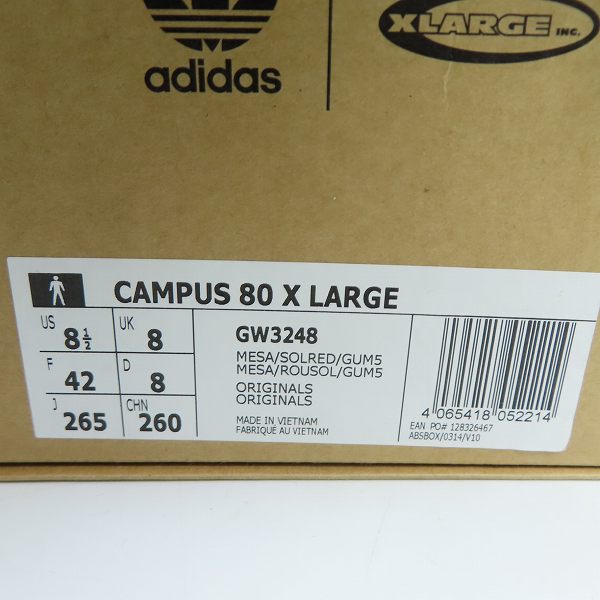 adidas
XLARGE INC.
CAMPUS 80 X LARGE
US 8 1/2 UK 8
F 42 D 8
J 265 CHN 260
GW3248
MESA/SOLRED/GUM5
MESA/ROUSOL/GUM5
ORIGINALS
ORIGINALS
MADE IN VIETNAM
FABRIQUÉ AU VIETNAM
4 065418 052214
EAN PO# 128326467
ABSBOX/0314/V10